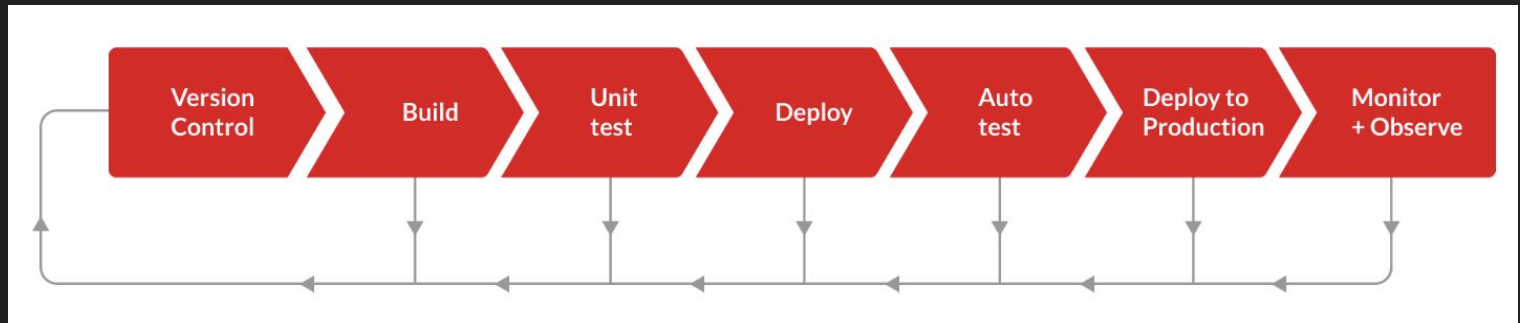 Version
Control
Build
Unit
test
Deploy
Auto
test
Deploy to
Production
Monitor
+ Observe